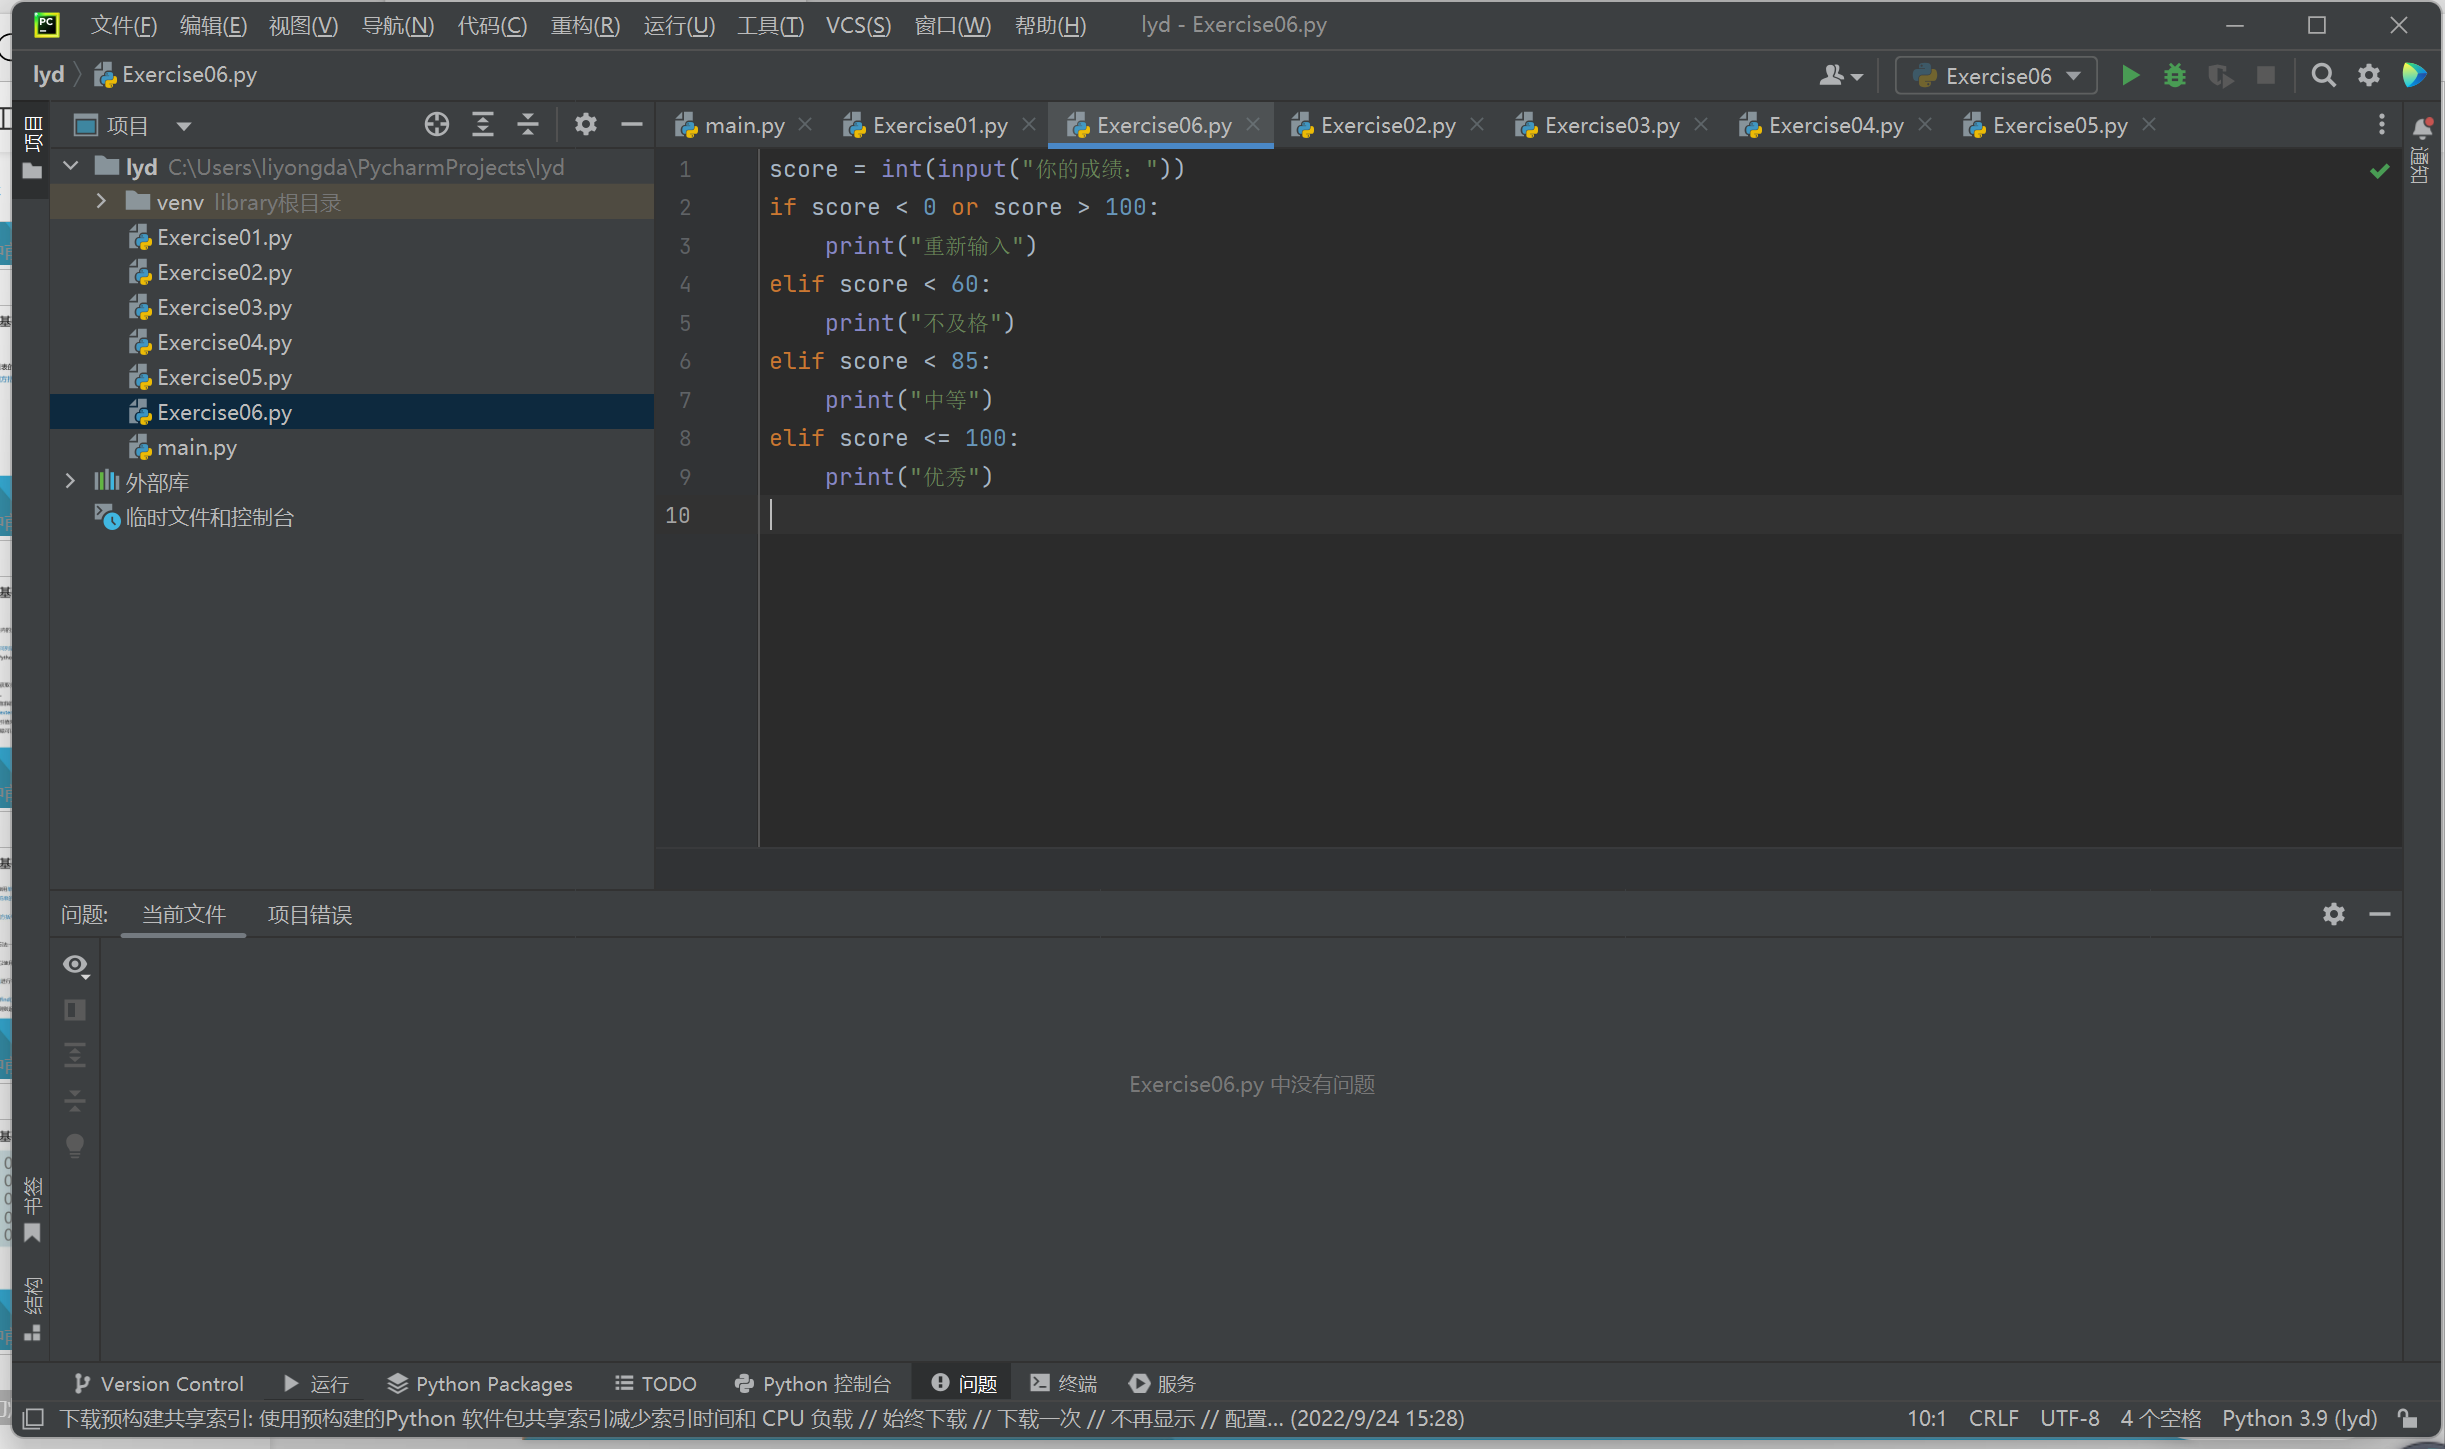 文件(F) 编辑(E) 视图(V) 导航(N) 代码(C) 重构(R) 运行(U) 工具(T) VCS(S) 窗口(W) 帮助(H) lyd - Exercise06.py
lyd Exercise06.py Exercise06
项目 main.py Exercise01.py Exercise06.py Exercise02.py Exercise03.py Exercise04.py Exercise05.py
项目
通知
lyd C:\Users\liyongda\PycharmProjects\lyd
venv library根目录
Exercise01.py
Exercise02.py
Exercise03.py
Exercise04.py
Exercise05.py
Exercise06.py
main.py
外部库
临时文件和控制台
1 score = int(input("你的成绩："))
2 if score < 0 or score > 100:
3 print("重新输入")
4 elif score < 60:
5 print("不及格")
6 elif score < 85:
7 print("中等")
8 elif score <= 100:
9 print("优秀")
10
问题: 当前文件 项目错误
Exercise06.py 中没有问题
书签
结构
Version Control 运行 Python Packages TODO Python 控制台 问题 终端 服务
下载预构建共享索引: 使用预构建的Python 软件包共享索引减少索引时间和 CPU 负载 // 始终下载 // 下载一次 // 不再显示 // 配置... (2022/9/24 15:28) 10:1 CRLF UTF-8 4 个空格 Python 3.9 (lyd)